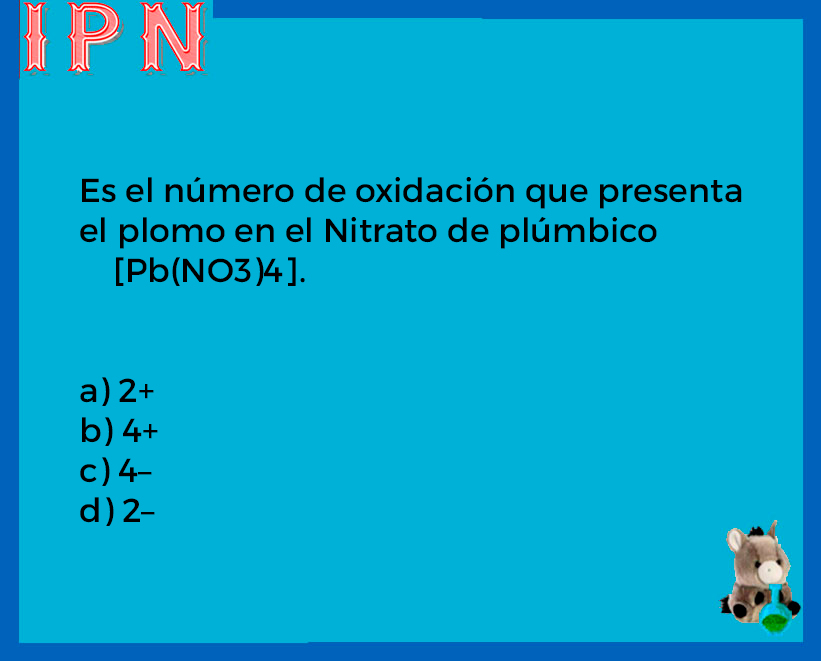 IPN
Es el número de oxidación que presenta
el plomo en el Nitrato de plúmbico
[Pb(NO3)4].
a) 2+
b) 4+
c) 4–
d) 2–